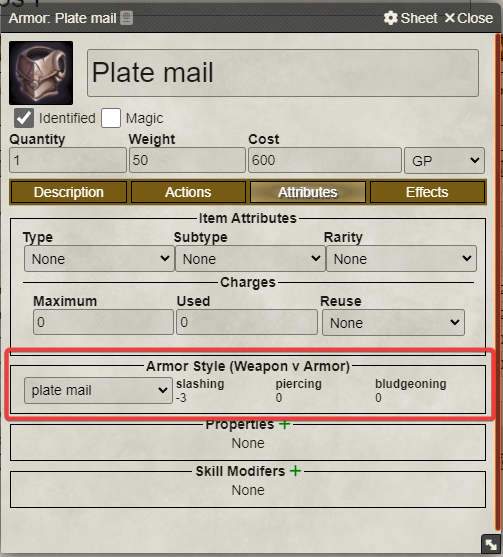 Armor: Plate mail
Sheet
Close
Plate mail
Identified
Magic
Quantity Weight Cost
1 50 600 GP
Description Actions Attributes Effects
Item Attributes
Type Subtype Rarity
None None None
Charges
Maximum Used Reuse
0 0 None
Armor Style (Weapon v Armor)
plate mail slashing piercing bludgeoning
-3 0 0
Properties +
None
Skill Modifers +
None